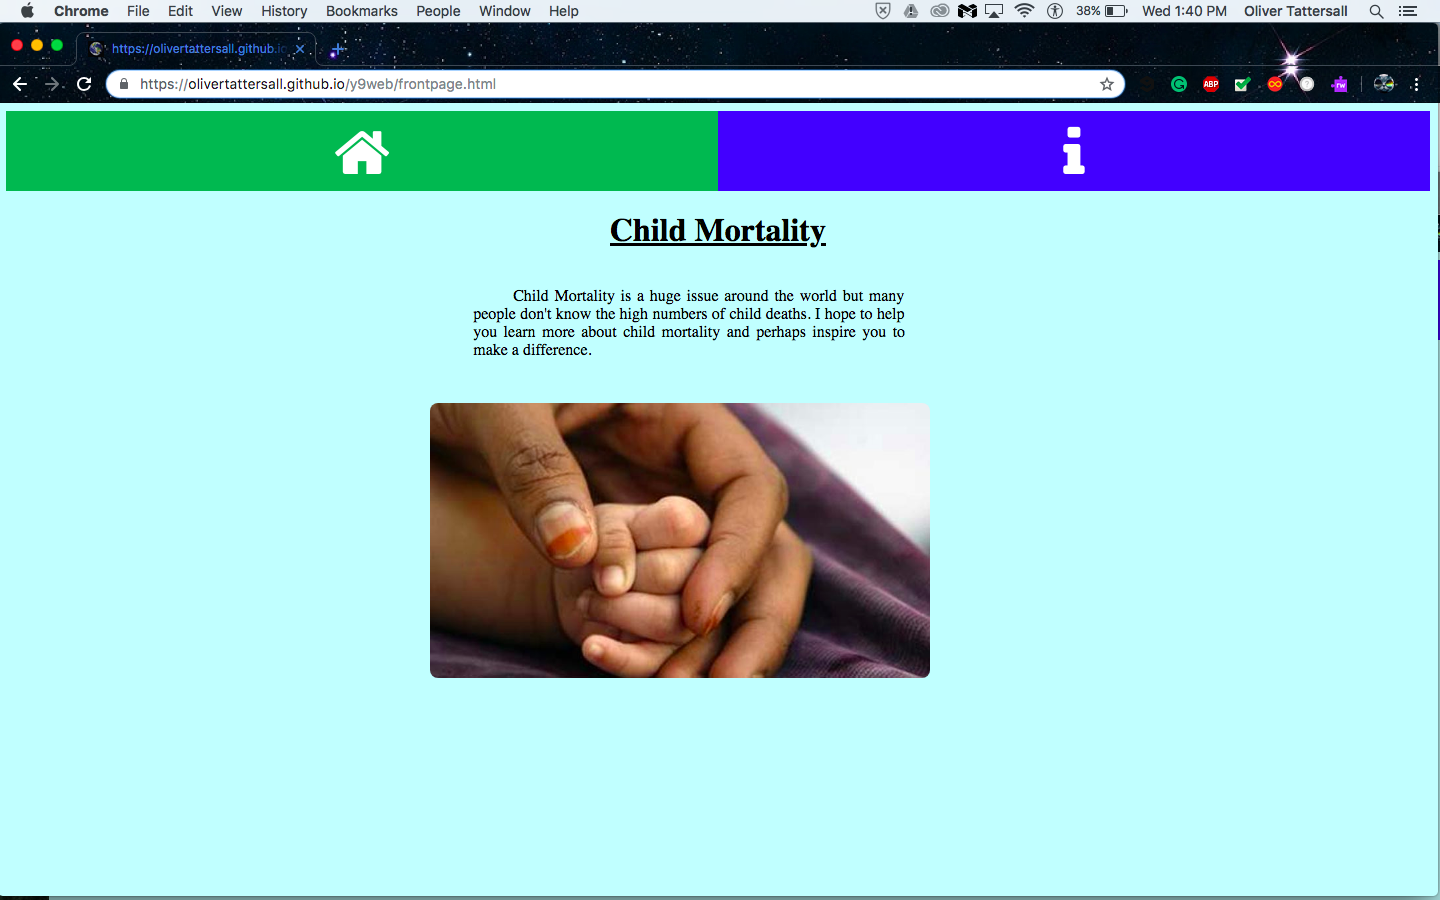 Chrome File Edit View History Bookmarks People Window Help 38% Wed 1:40 PM Oliver Tattersall
https://olivertattersall.github.io
https://olivertattersall.github.io/y9web/frontpage.html ABP rw
Child Mortality
Child Mortality is a huge issue around the world but many
people don't know the high numbers of child deaths. I hope to help
you learn more about child mortality and perhaps inspire you to
make a difference.